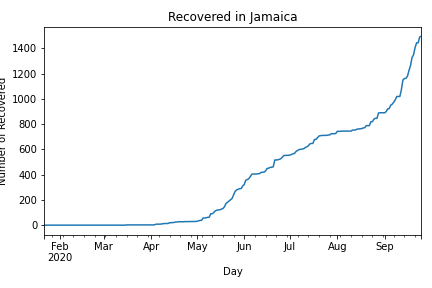 Recovered in Jamaica
Number of Recovered
1400
1200
1000
800
600
400
200
0
Feb Mar Apr May Jun Jul Aug Sep
2020
Day